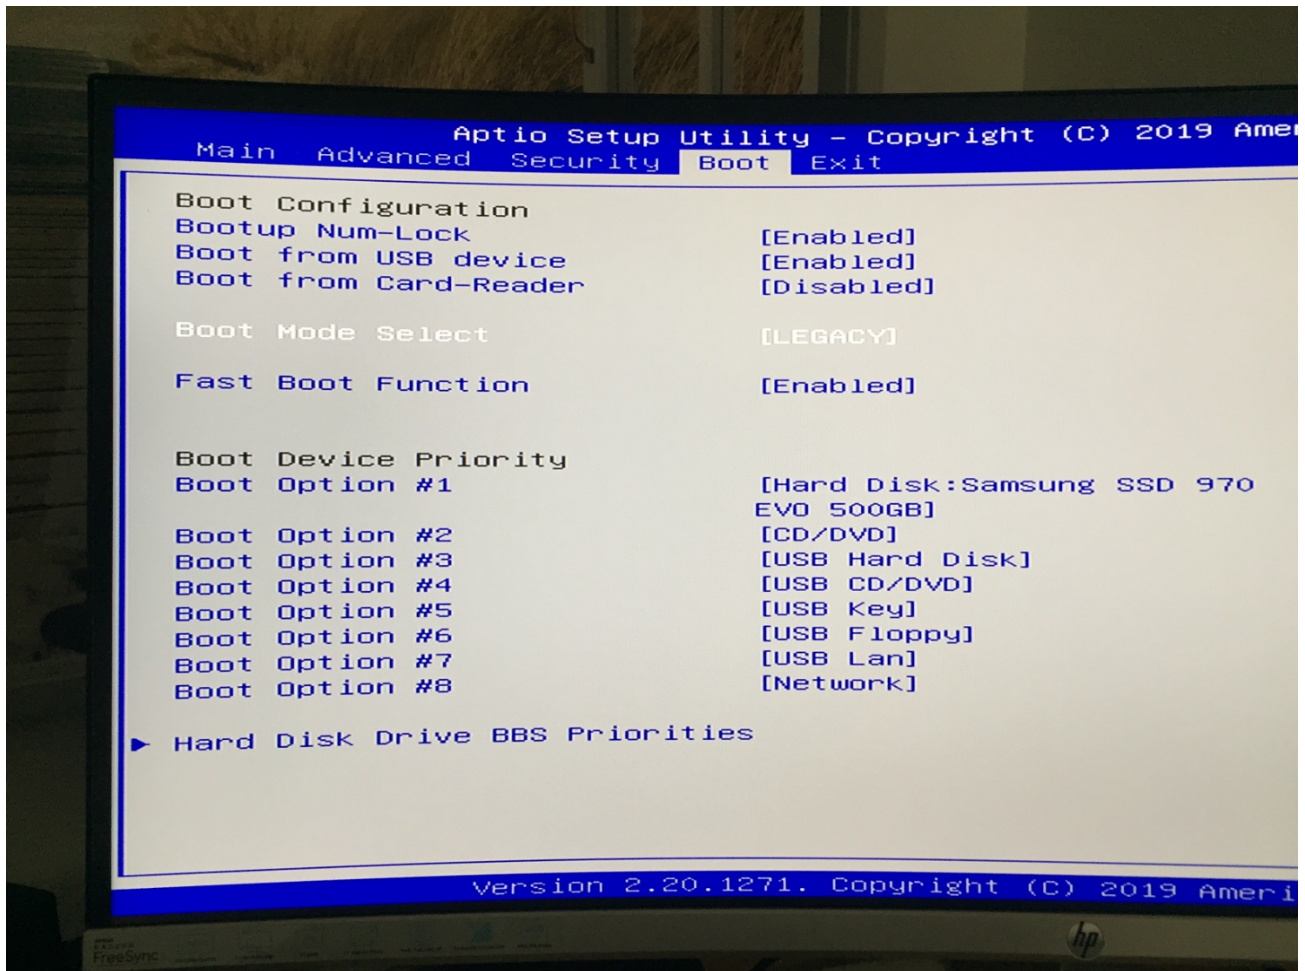 Aptio Setup Utility – Copyright (C) 2019
Main Advanced Security Boot Exit
Boot Configuration
Bootup Num-Lock [Enabled]
Boot from USB device [Enabled]
Boot from Card-Reader [Disabled]
Boot Mode Select [LEGACY]
Fast Boot Function [Enabled]
Boot Device Priority
Boot Option #1 [Hard Disk:Samsung SSD 970
EVO 500GB]
Boot Option #2 [CD/DVD]
Boot Option #3 [USB Hard Disk]
Boot Option #4 [USB CD/DVD]
Boot Option #5 [USB Key]
Boot Option #6 [USB Floppy]
Boot Option #7 [USB Lan]
Boot Option #8 [Network]
► Hard Disk Drive BBS Priorities
Version 2.20.1271. Copyright (C) 2019
hp
FreeSync